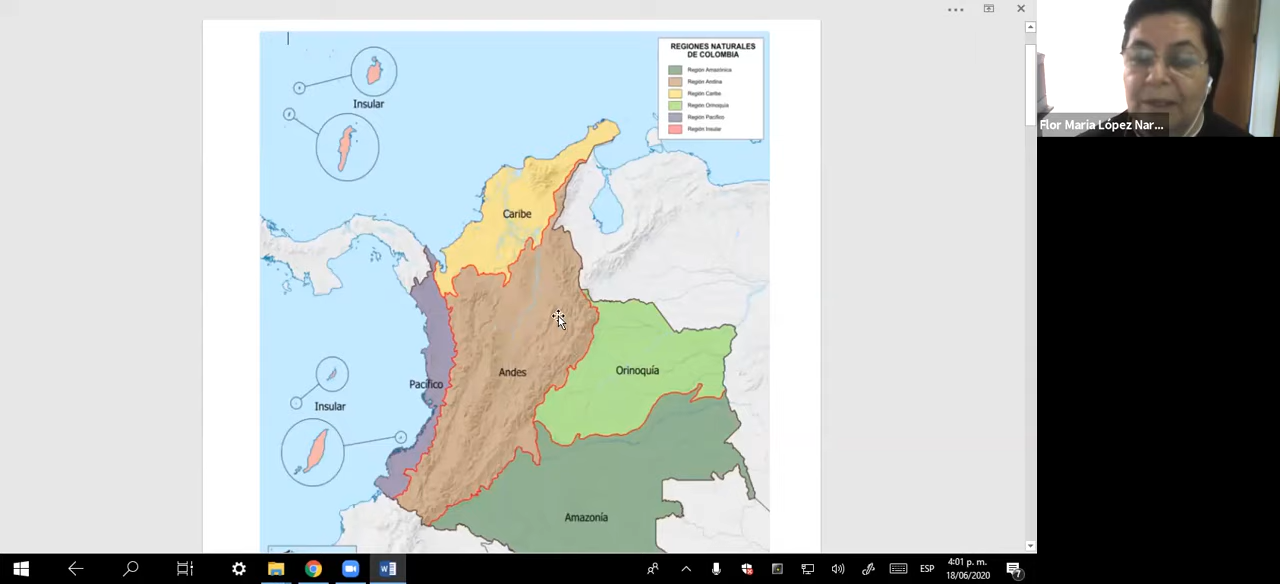 REGIONES NATURALES
DE COLOMBIA
Región Amazónica
Región Andina
Región Caribe
Región Orinoquía
Región Pacífico
Región Insular
Insular
Caribe
Pacífico
Andes
Orinoquía
Insular
Amazonía
Flor María López Nar...
ESP
4:01 p. m.
18/06/2020